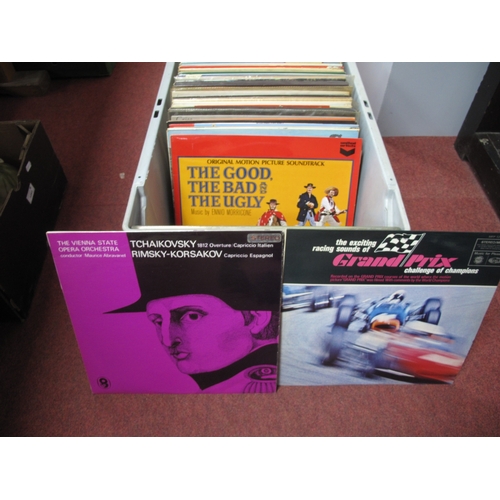 ORIGINAL MOTION PICTURE SOUNDTRACK
THE GOOD,
THE BAD AND
THE UGLY
Music by ENNIO MORRICONE
THE VIENNA STATE
OPERA ORCHESTRA
conductor Maurice Abravanel
TCHAIKOVSKY 1812 Overture: Capriccio Italien
RIMSKY-KORSAKOV Capriccio Espagnol
the exciting
racing sounds of
Grand Prix
challenge of champions